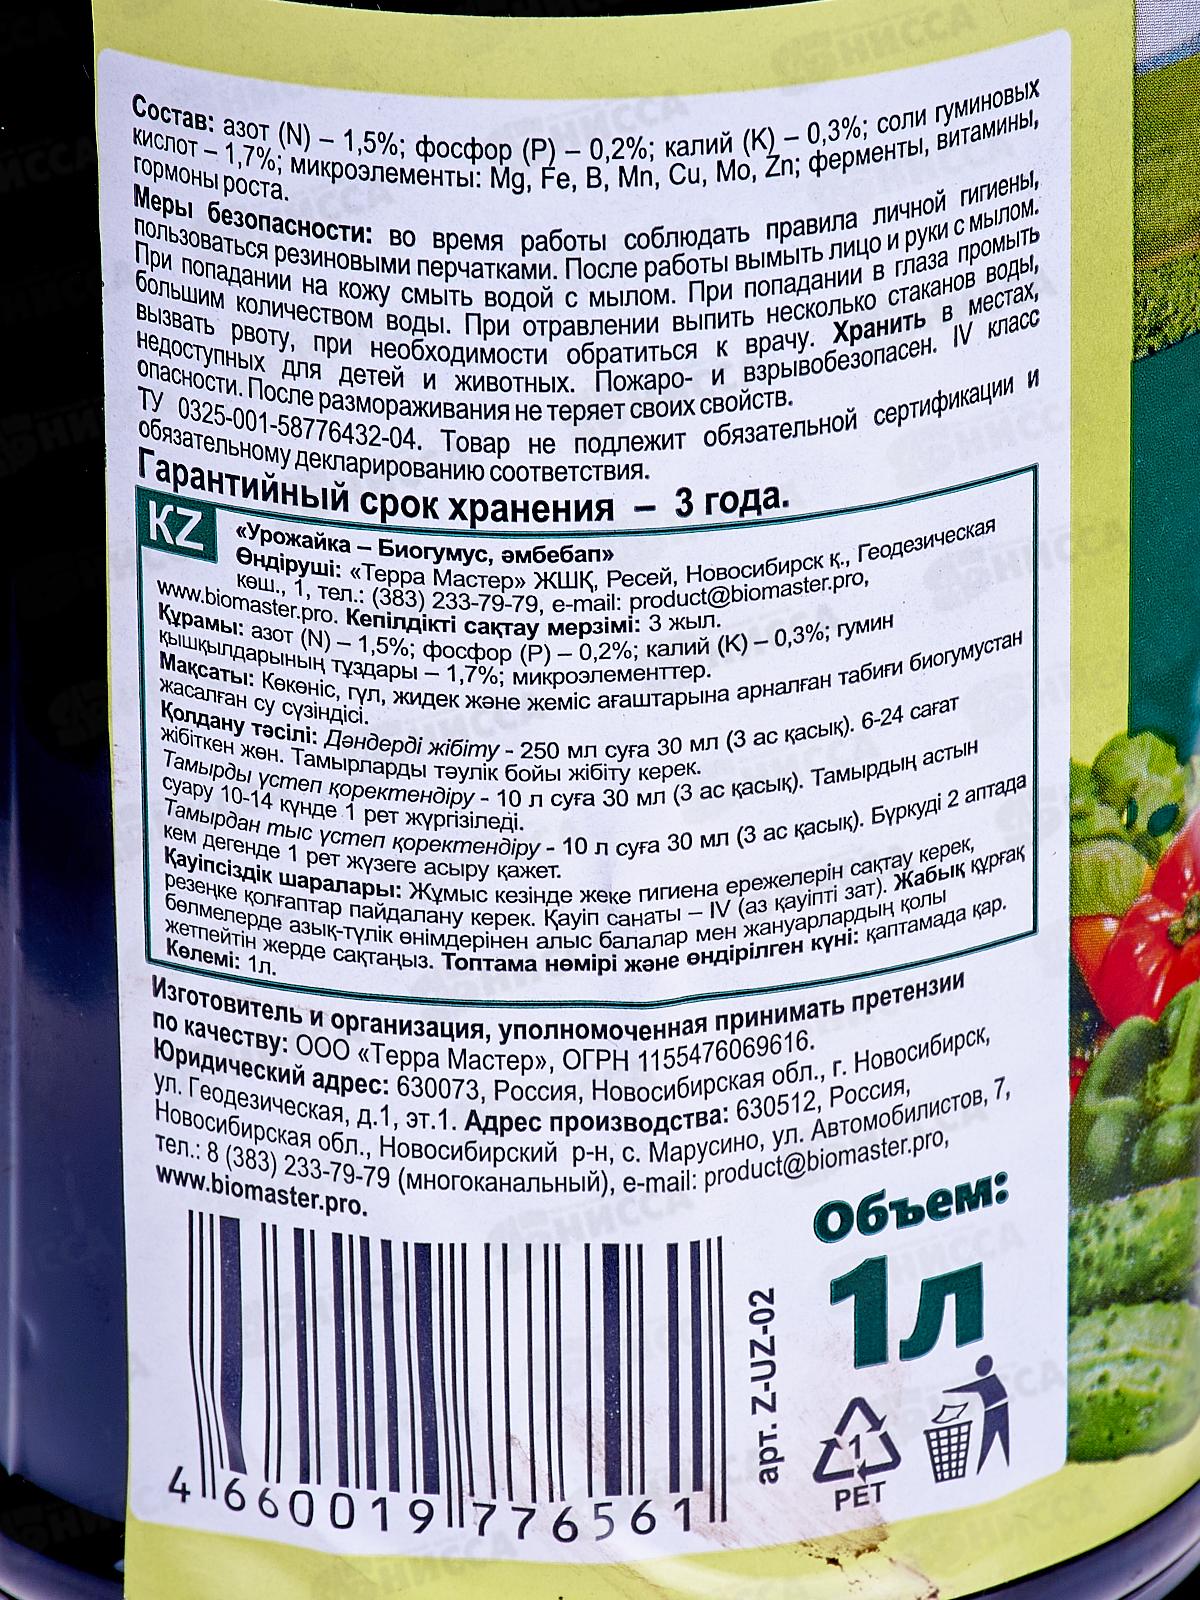 Состав: азот (N) – 1,5%; фосфор (P) – 0,2%; калий (K) – 0,3%; соли гуминовых
кислот – 1,7%; микроэлементы: Mg, Fe, B, Mn, Cu, Mo, Zn; ферменты, витамины,
гормоны роста.
Меры безопасности: во время работы соблюдать правила личной гигиены,
пользоваться резиновыми перчатками. После работы вымыть лицо и руки с мылом.
При попадании на кожу смыть водой с мылом. При попадании в глаза промыть
большим количеством воды. При отравлении выпить несколько стаканов воды,
вызвать рвоту, при необходимости обратиться к врачу. Хранить в местах,
недоступных для детей и животных. Пожаро- и взрывобезопасен. IV класс
опасности. После размораживания не теряет своих свойств.
ТУ 0325-001-58776432-04. Товар не подлежит обязательной сертификации и
обязательному декларированию соответствия.
Гарантийный срок хранения – 3 года.
KZ
«Урожайка – Биогумус, әмбебап»
Өндіруші: «Терра Мастер» ЖШҚ, Ресей, Новосибирск қ., Геодезическая
көш., 1, тел.: (383) 233-79-79, e-mail: product@biomaster.pro,
www.biomaster.pro. Кепілдікті сақтау мерзімі: 3 жыл.
Құрамы: азот (N) – 1,5%; фосфор (P) – 0,2%; калий (K) – 0,3%; гумин
қышқылдарының тұздары – 1,7%; микроэлементтер.
Мақсаты: Көкөніс, гүл, жидек және жеміс ағаштарына арналған табиғи биогумустан
жасалған су сүзіндісі.
Қолдану тәсілі: Дәндерді жібіту - 250 мл суға 30 мл (3 ас қасық). 6-24 сағат
жібіткен жөн. Тамырларды тәулік бойы жібіту керек.
Тамырды үстеп қоректендіру - 10 л суға 30 мл (3 ас қасық). Тамырдың астын
суару 10-14 күнде 1 рет жүргізіледі.
Тамырдан тыс үстеп қоректендіру - 10 л суға 30 мл (3 ас қасық). Бүркуді 2 аптада
кем дегенде 1 рет жүзеге асыру қажет.
Қауіпсіздік шаралары: Жұмыс кезінде жеке гигиена ережелерін сақтау керек,
резеңке қолғаптар пайдалану керек. Қауіп санаты – IV (аз қауіпті зат). Жабық құрғақ
бөлмелерде азық-түлік өнімдерінен алыс балалар мен жануарлардың қолы
жетпейтін жерде сақтаңыз. Топтама нөмірі және өндірілген күні: қаптамада қар.
Көлемі: 1л.
Изготовитель и организация, уполномоченная принимать претензии
по качеству: ООО «Терра Мастер», ОГРН 1155476069616.
Юридический адрес: 630073, Россия, Новосибирская обл., г. Новосибирск,
ул. Геодезическая, д.1, эт.1. Адрес производства: 630512, Россия,
Новосибирская обл., Новосибирский р-н, с. Марусино, ул. Автомобилистов, 7,
тел.: 8 (383) 233-79-79 (многоканальный), e-mail: product@biomaster.pro,
www.biomaster.pro.
Объем:
1л
арт. Z-UZ-02
1
PET
4 660019 776561